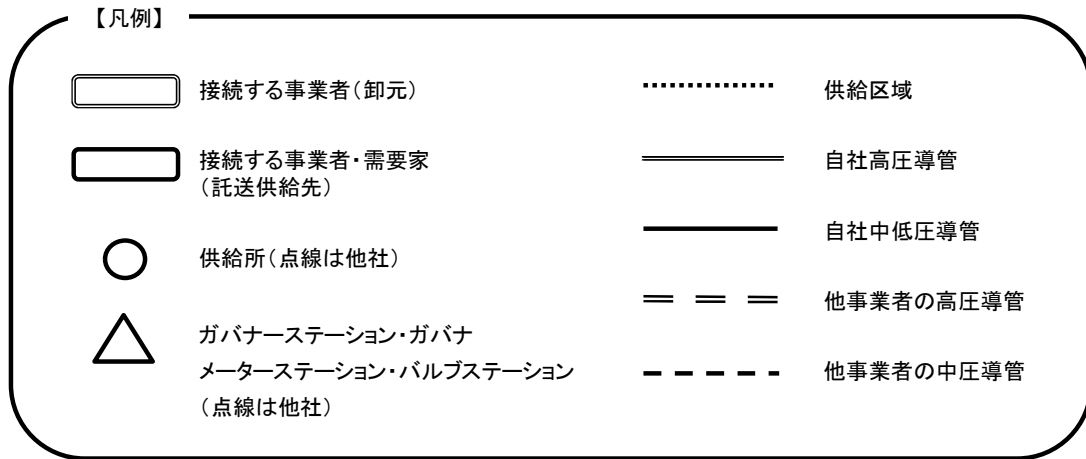 【凡例】
接続する事業者(卸元)
接続する事業者・需要家
(託送供給先)
供給所(点線は他社)
ガバナーステーション・ガバナ
メーターステーション・バルブステーション
(点線は他社)
供給区域
自社高圧導管
自社中低圧導管
他事業者の高圧導管
他事業者の中圧導管